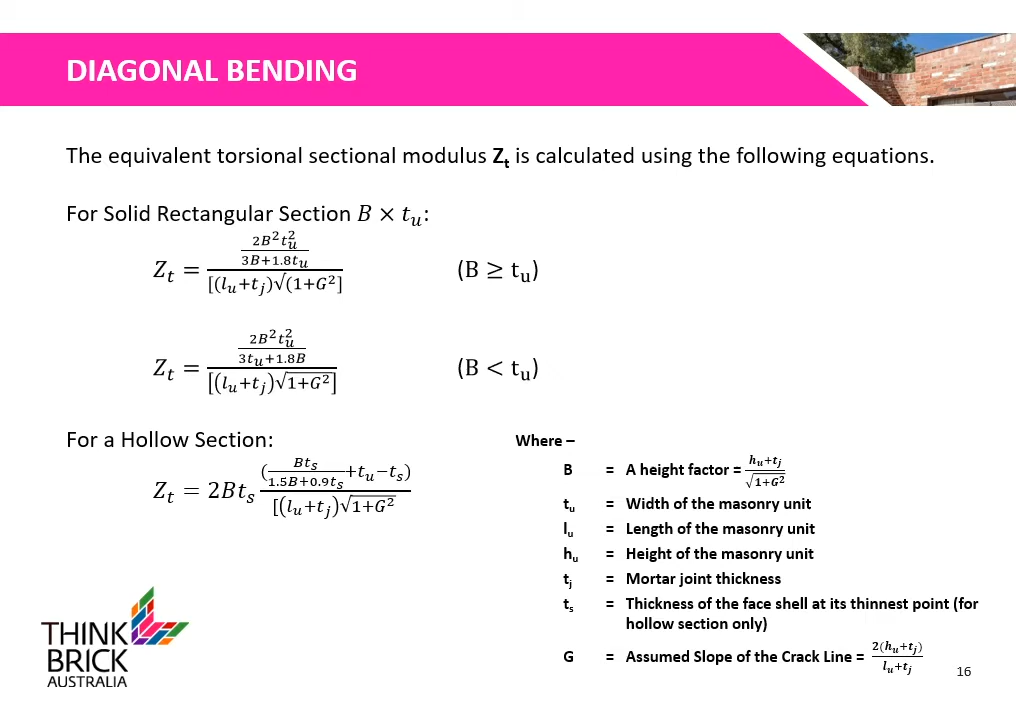 DIAGONAL BENDING
The equivalent torsional sectional modulus Zₜ is calculated using the following equations.
For Solid Rectangular Section 𝐵 × 𝑡ᵤ:
Zₜ = (2B²tᵤ² / (3B+1.8tᵤ)) / [(lᵤ+tⱼ)√(1+G²] (B ≥ tᵤ)
Zₜ = (2B²tᵤ² / (3tᵤ+1.8B)) / [(lᵤ+tⱼ)√1+G²] (B < tᵤ)
For a Hollow Section:
Zₜ = 2Btₛ (Btₛ / (1.5B+0.9tₛ) +tᵤ−tₛ) / [(lᵤ+tⱼ)√1+G²
Where –
B = A height factor = (hᵤ+tⱼ) / √1+G²
tᵤ = Width of the masonry unit
lᵤ = Length of the masonry unit
hᵤ = Height of the masonry unit
tⱼ = Mortar joint thickness
tₛ = Thickness of the face shell at its thinnest point (for
hollow section only)
G = Assumed Slope of the Crack Line = 2(hᵤ+tⱼ) / lᵤ+tⱼ
THINK
BRICK
AUSTRALIA
16